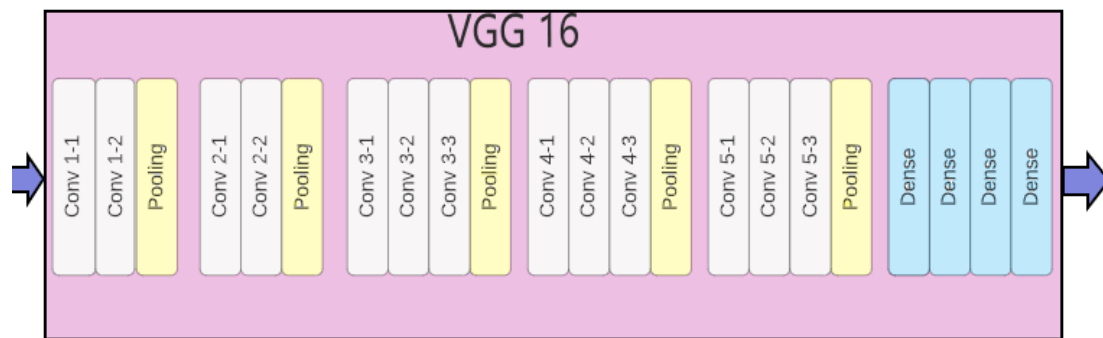 VGG 16
Conv 1-1
Conv 1-2
Pooling
Conv 2-1
Conv 2-2
Pooling
Conv 3-1
Conv 3-2
Conv 3-3
Pooling
Conv 4-1
Conv 4-2
Conv 4-3
Pooling
Conv 5-1
Conv 5-2
Conv 5-3
Pooling
Dense
Dense
Dense
Dense